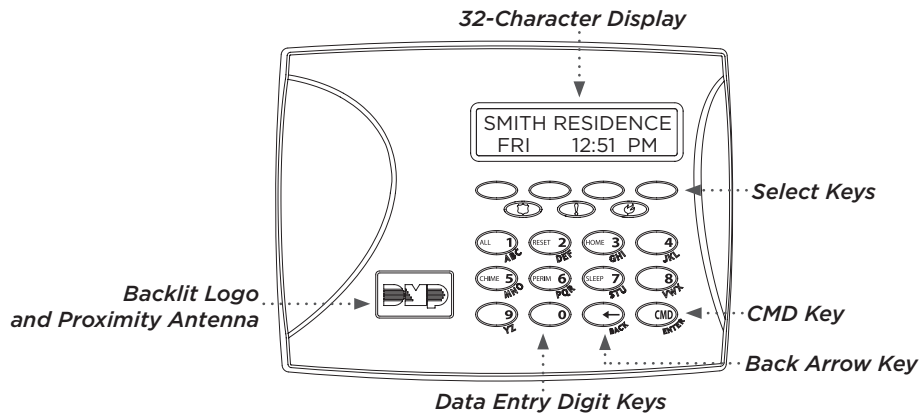 32-Character Display
SMITH RESIDENCE
FRI 12:51 PM
Select Keys
ALL 1 ABC
RESET 2 DEF
HOME 3 GHI
4 JKL
CHIME 5 MNO
PERIM 6 PQR
SLEEP 7 STU
8 VWX
DMP
Backlit Logo
and Proximity Antenna
9 YZ
0
BACK
CMD ENTER
CMD Key
Back Arrow Key
Data Entry Digit Keys